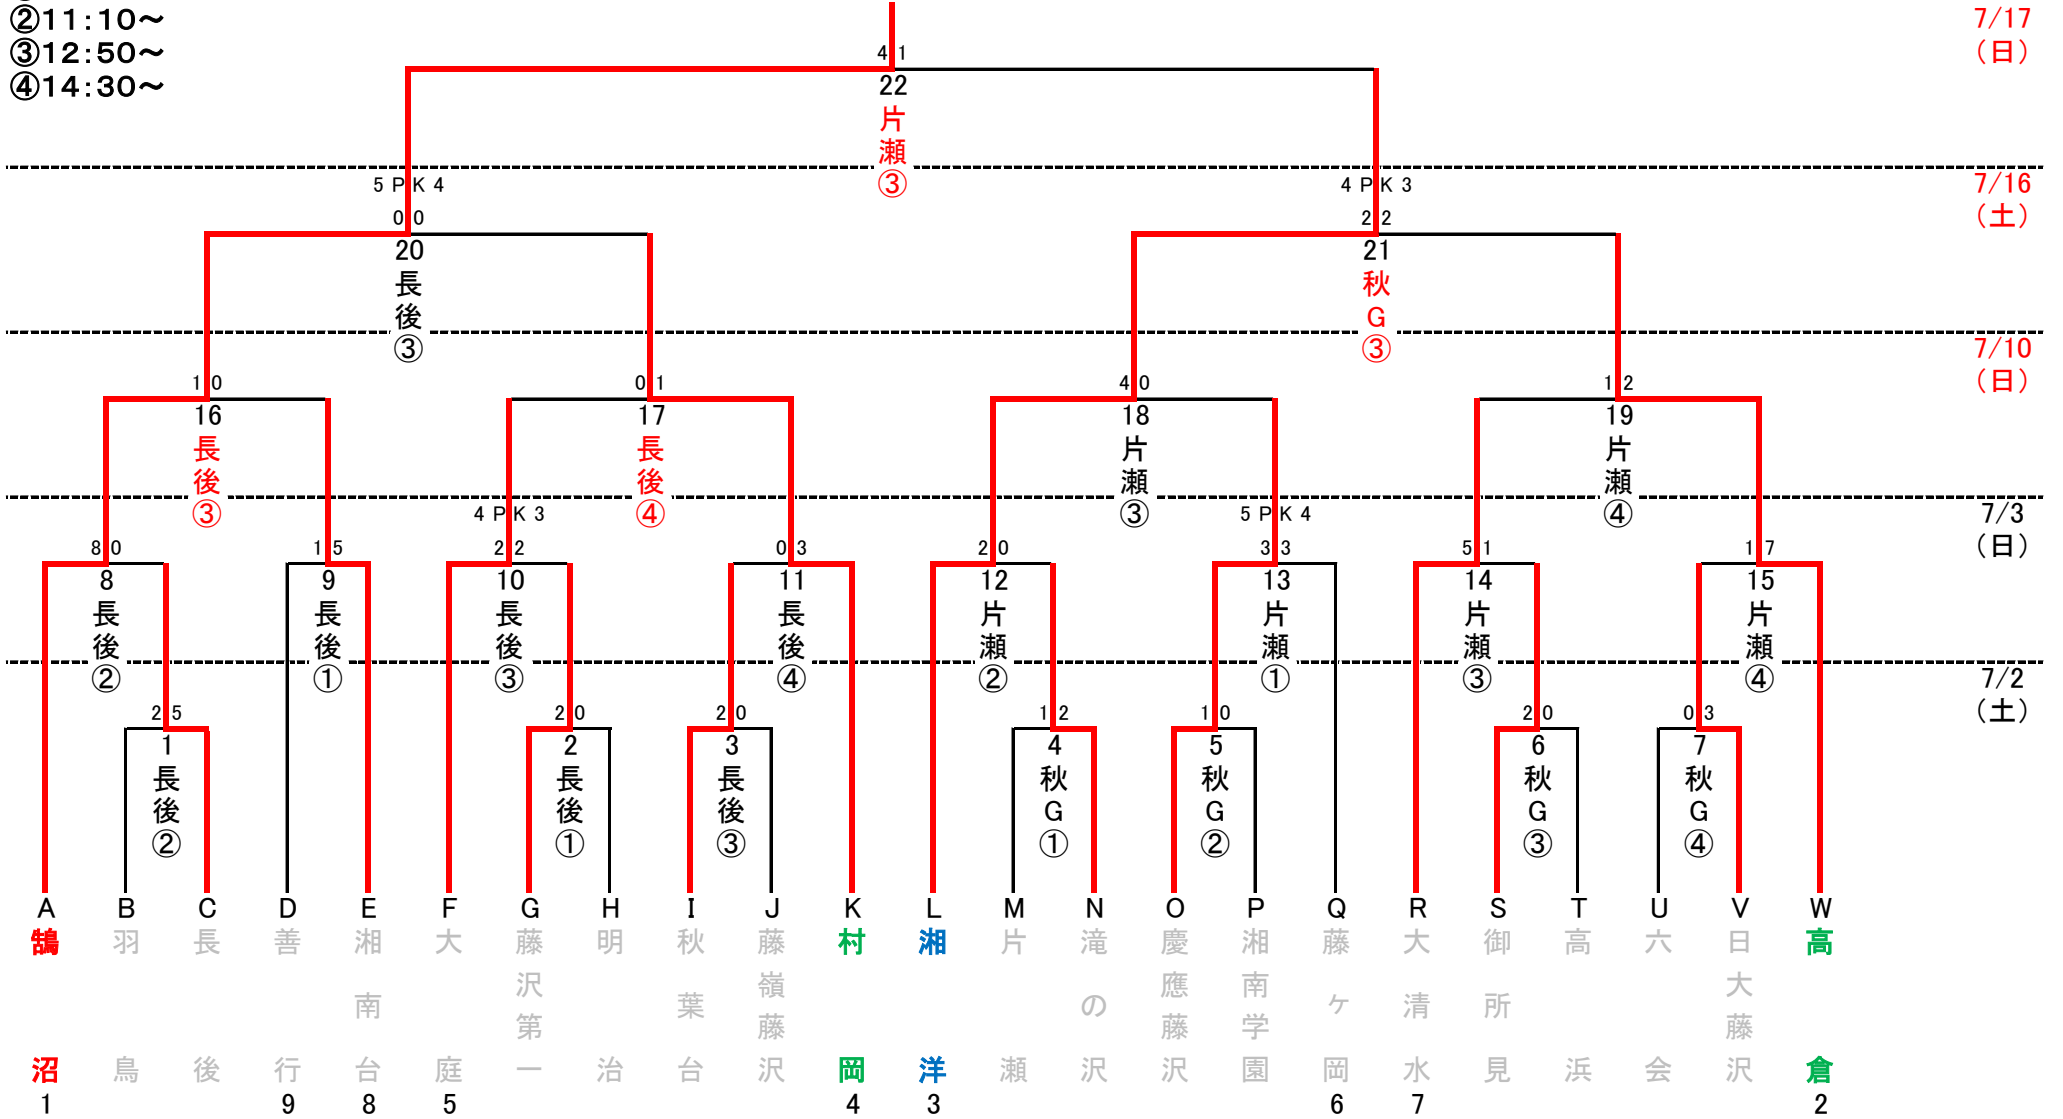 ②11:10～
③12:50～
④14:30～
7/17
（日）
4 1
22
片瀬③
7/16
（土）
5 PK 4
0 0
20
長後③
4 PK 3
2 2
21
秋G③
7/10
（日）
1 0
16
長後③
0 1
17
長後④
4 0
18
片瀬③
1 2
19
片瀬④
7/3
（日）
8 0
8
長後②
1 5
9
長後①
4 PK 3
2 2
10
長後③
0 3
11
長後④
2 0
12
片瀬②
5 PK 4
3 3
13
片瀬①
5 1
14
片瀬③
1 7
15
片瀬④
7/2
（土）
2 5
1
長後②
2 0
2
長後①
2 0
3
長後③
1 2
4
秋G①
1 0
5
秋G②
2 0
6
秋G③
0 3
7
秋G④
A B C D E F G H I J K L M N O P Q R S T U V W
鵠沼
羽鳥
長後
善行
湘南台
大庭
藤沢第一
明治
秋葉台
藤嶺藤沢
村岡
湘洋
片瀬
滝の沢
慶應藤沢
湘南学園
藤ヶ岡
大清水
御所見
高浜
六会
日大藤沢
高倉
1 9 8 5 4 3 6 7 2